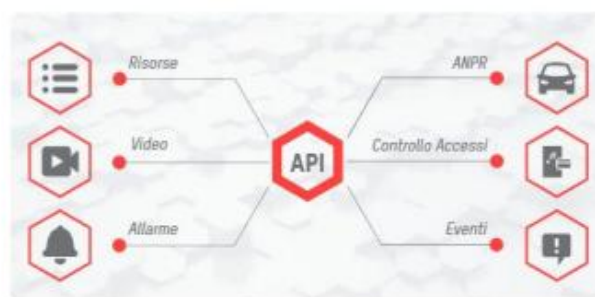 Risorse
ANPR
Video
API
Controllo Accessi
Allarme
Eventi